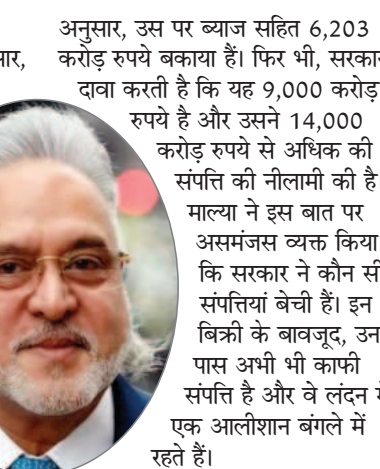 अनुसार, उस पर ब्याज सहित 6,203
करोड़ रुपये बकाया हैं। फिर भी, सरकार
दावा करती है कि यह 9,000 करोड़
रुपये है और उसने 14,000
करोड़ रुपये से अधिक की
संपत्ति की नीलामी की है।
माल्या ने इस बात पर
असमंजस व्यक्त किया
कि सरकार ने कौन सी
संपत्तियां बेची हैं। इन
बिक्री के बावजूद,
पास अभी भी काफी
संपत्ति है और वे लंदन में
एक आलीशान बंगले में
रहते हैं।